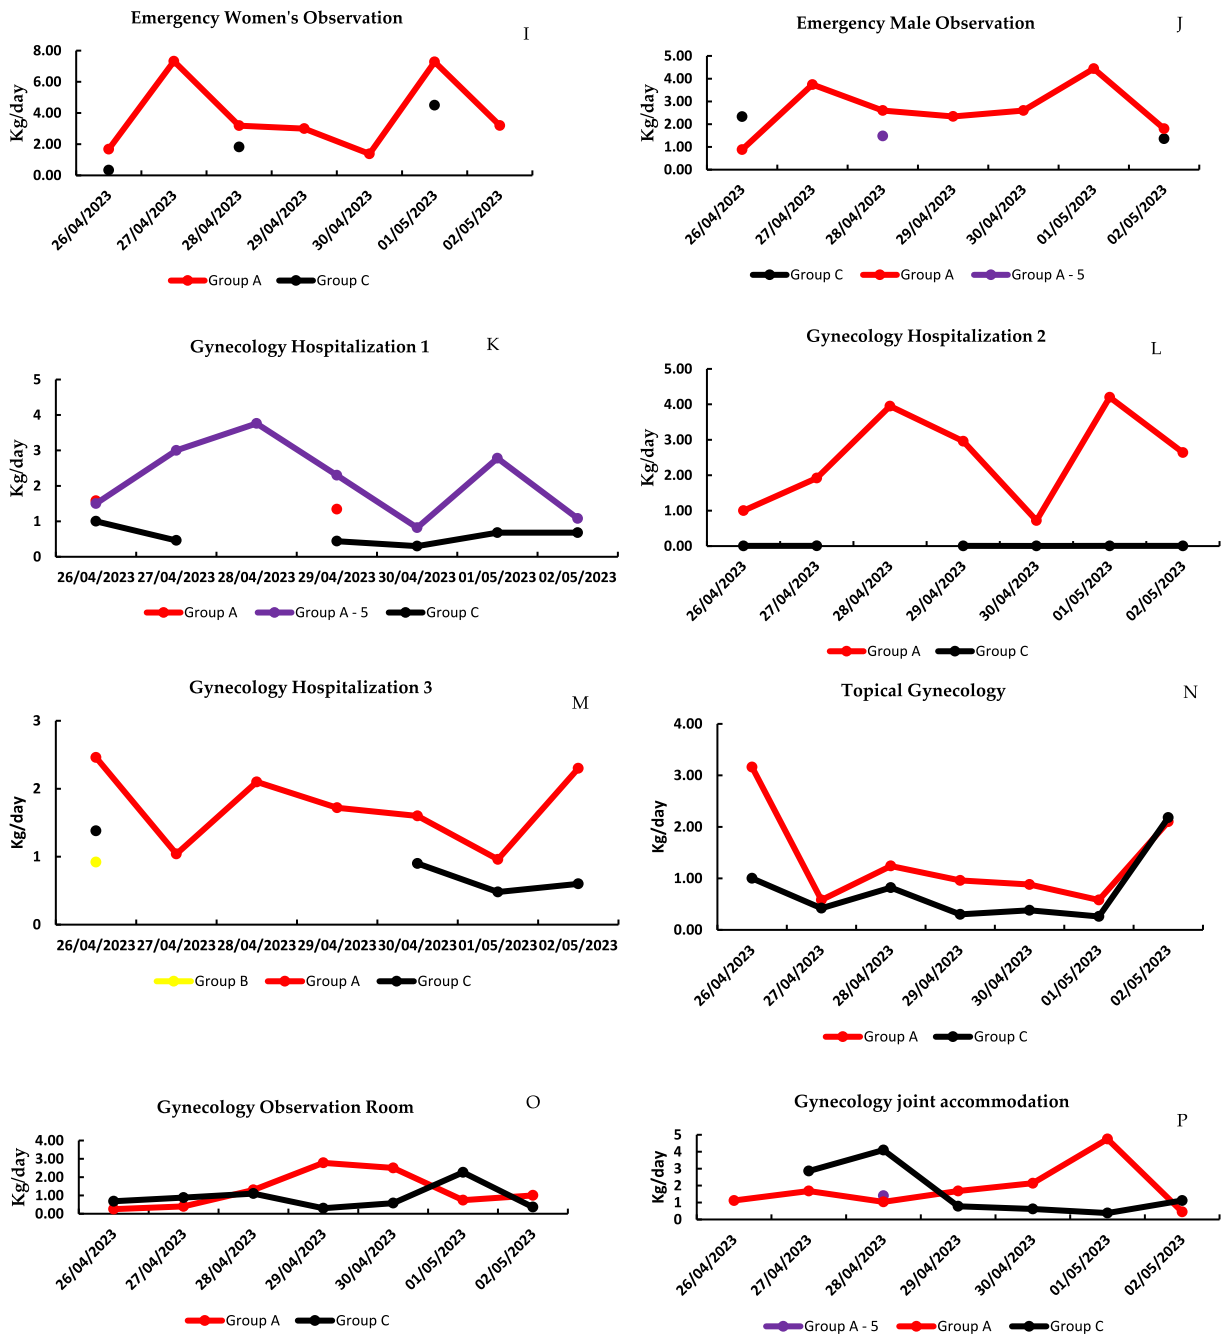 Emergency Women's Observation
I
Kg/day
8.00
6.00
4.00
2.00
0.00
26/04/2023
27/04/2023
28/04/2023
29/04/2023
30/04/2023
01/05/2023
02/05/2023
Group A
Group C
Emergency Male Observation
J
Kg/day
5.00
4.00
3.00
2.00
1.00
0.00
26/04/2023
27/04/2023
28/04/2023
29/04/2023
30/04/2023
01/05/2023
02/05/2023
Group C
Group A
Group A - 5
Gynecology Hospitalization 1
K
Kg/day
5
4
3
2
1
0
26/04/2023
27/04/2023
28/04/2023
29/04/2023
30/04/2023
01/05/2023
02/05/2023
Group A
Group A - 5
Group C
Gynecology Hospitalization 2
L
Kg/day
5.00
4.00
3.00
2.00
1.00
0.00
26/04/2023
27/04/2023
28/04/2023
29/04/2023
30/04/2023
01/05/2023
02/05/2023
Group A
Group C
Gynecology Hospitalization 3
M
Kg/day
3
2
1
0
26/04/2023
27/04/2023
28/04/2023
29/04/2023
30/04/2023
01/05/2023
02/05/2023
Group B
Group A
Group C
Topical Gynecology
N
Kg/day
4.00
3.00
2.00
1.00
0.00
26/04/2023
27/04/2023
28/04/2023
29/04/2023
30/04/2023
01/05/2023
02/05/2023
Group A
Group C
Gynecology Observation Room
O
Kg/day
4.00
3.00
2.00
1.00
0.00
26/04/2023
27/04/2023
28/04/2023
29/04/2023
30/04/2023
01/05/2023
02/05/2023
Group A
Group C
Gynecology joint accommodation
P
Kg/day
5
4
3
2
1
0
26/04/2023
27/04/2023
28/04/2023
29/04/2023
30/04/2023
01/05/2023
02/05/2023
Group A - 5
Group A
Group C